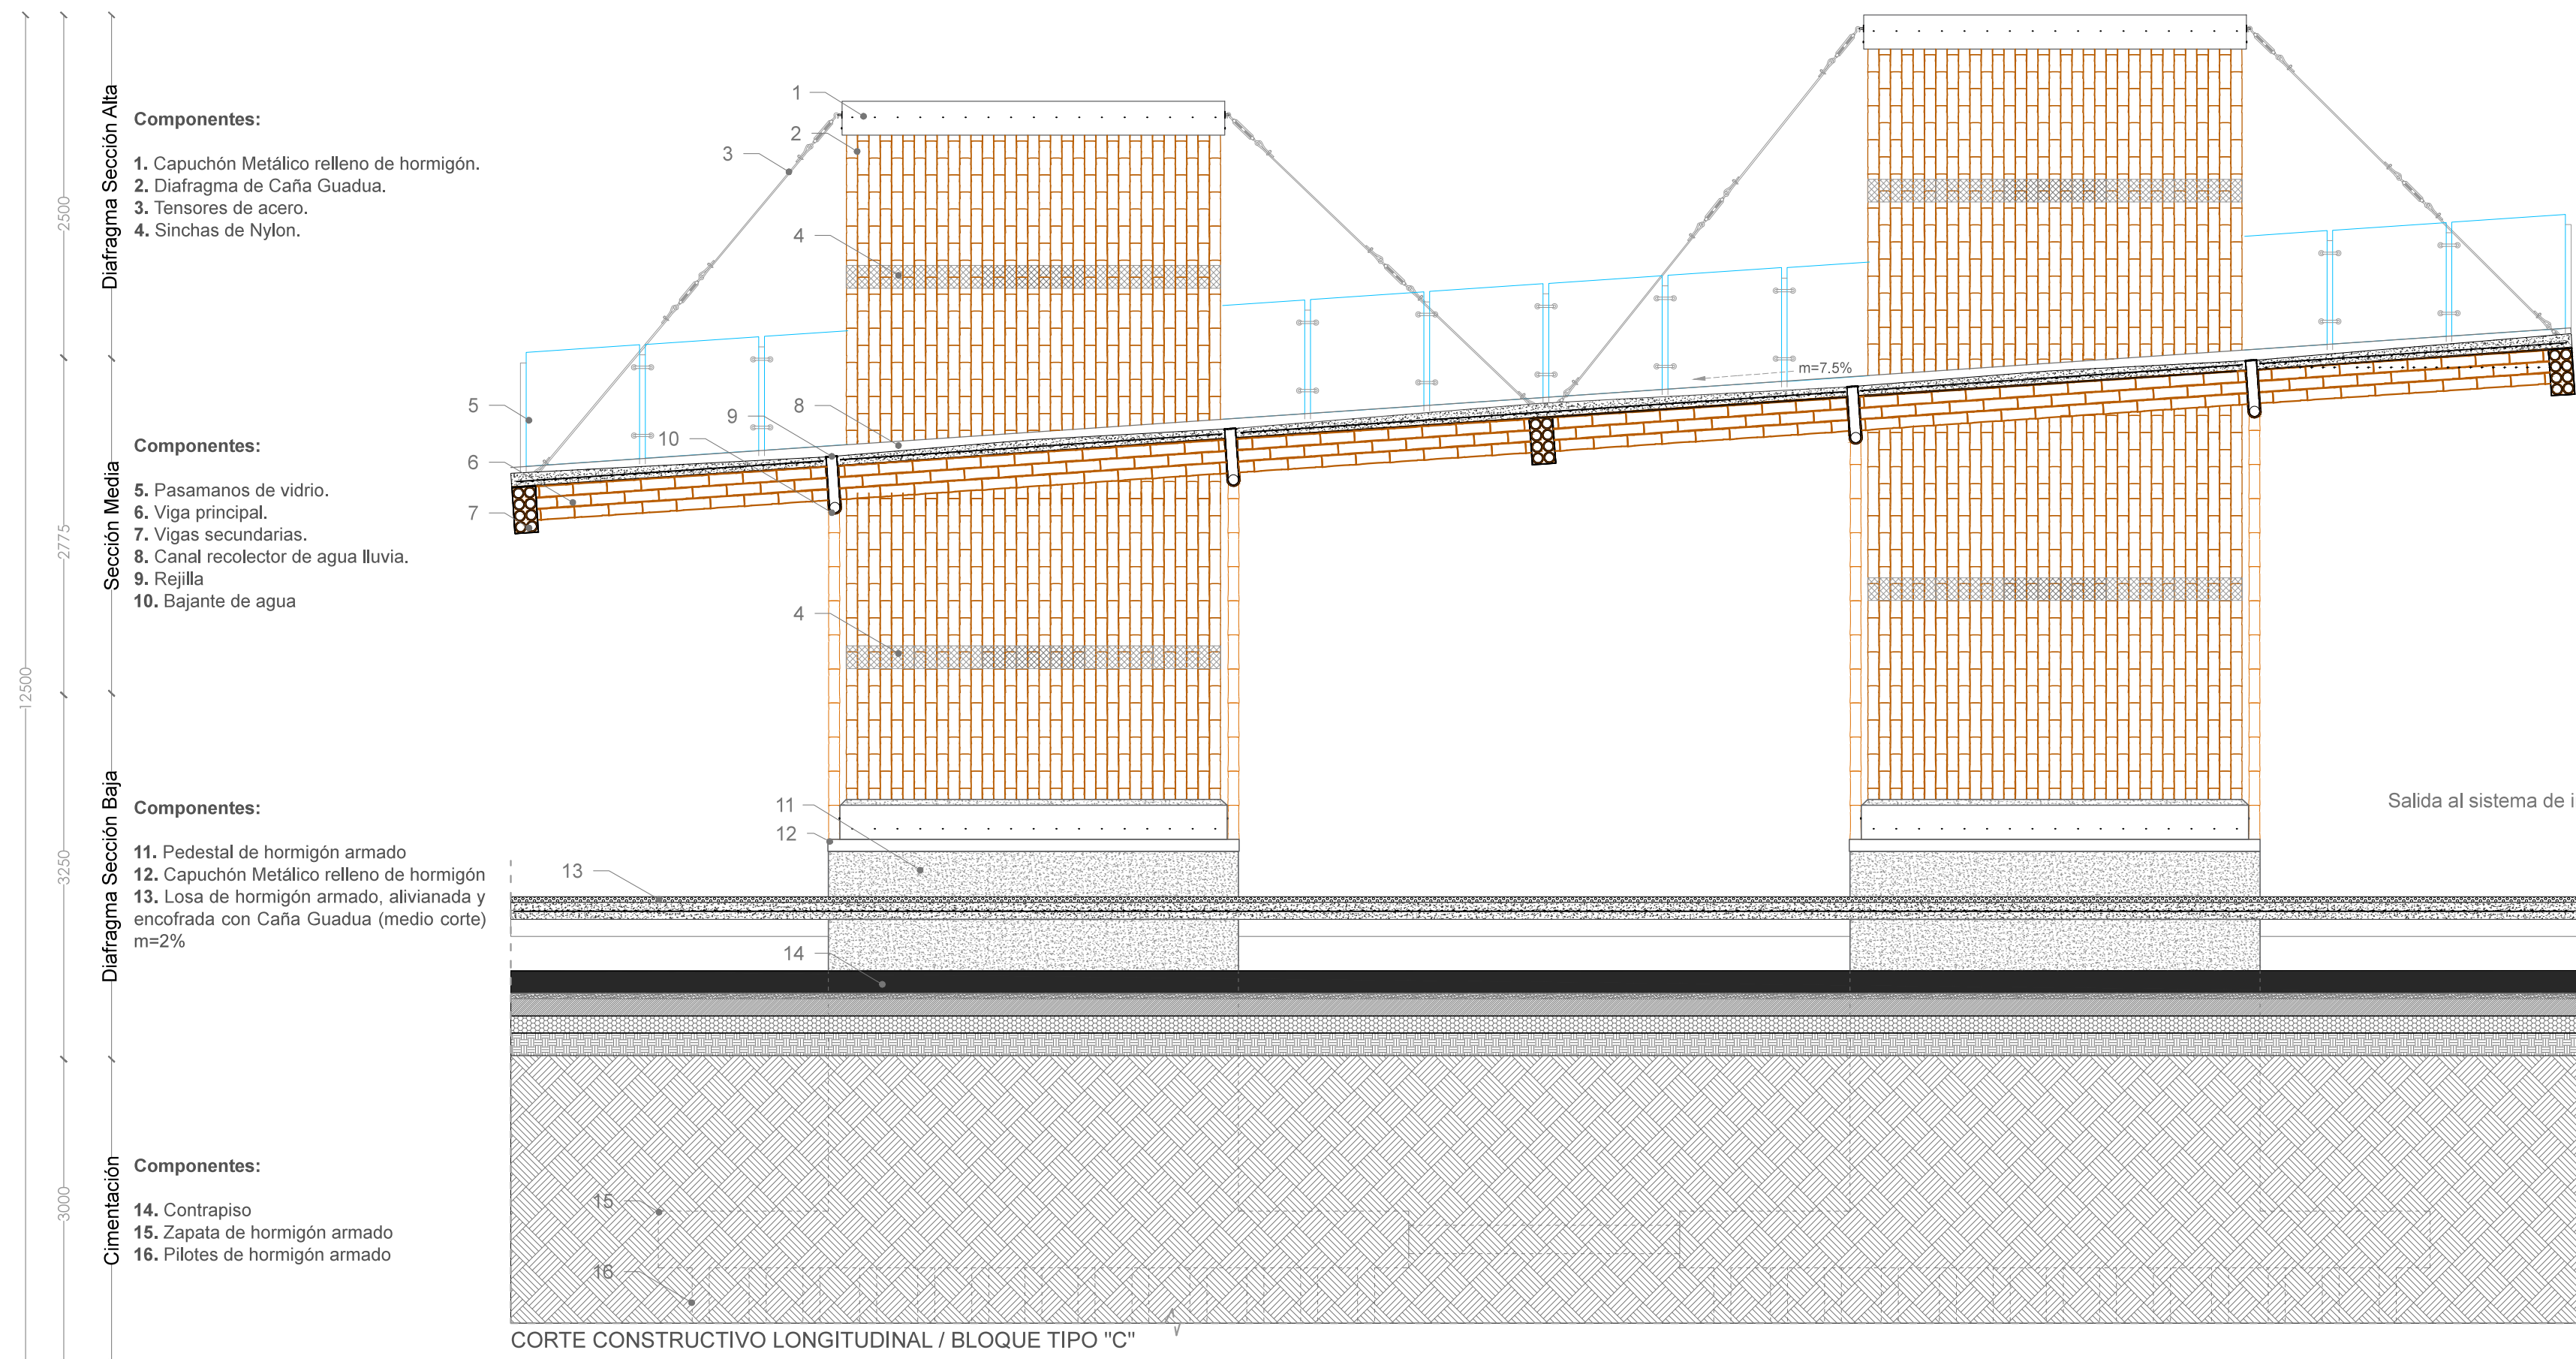 12500
2500
2775
3250
3000
Diafragma Sección Alta
Componentes:
1. Capuchón Metálico relleno de hormigón.
2. Diafragma de Caña Guadua.
3. Tensores de acero.
4. Sinchas de Nylon.
Sección Media
Componentes:
5. Pasamanos de vidrio.
6. Viga principal.
7. Vigas secundarias.
8. Canal recolector de agua lluvia.
9. Rejilla
10. Bajante de agua
Diafragma Sección Baja
Componentes:
11. Pedestal de hormigón armado
12. Capuchón Metálico relleno de hormigón
13. Losa de hormigón armado, alivianada y
encofrada con Caña Guadua (medio corte)
m=2%
Cimentación
Componentes:
14. Contrapiso
15. Zapata de hormigón armado
16. Pilotes de hormigón armado
1
2
3
4
5
6
7
8
9
10
4
11
12
13
14
15
16
m=7.5%
Salida al sistema de i
CORTE CONSTRUCTIVO LONGITUDINAL / BLOQUE TIPO "C"